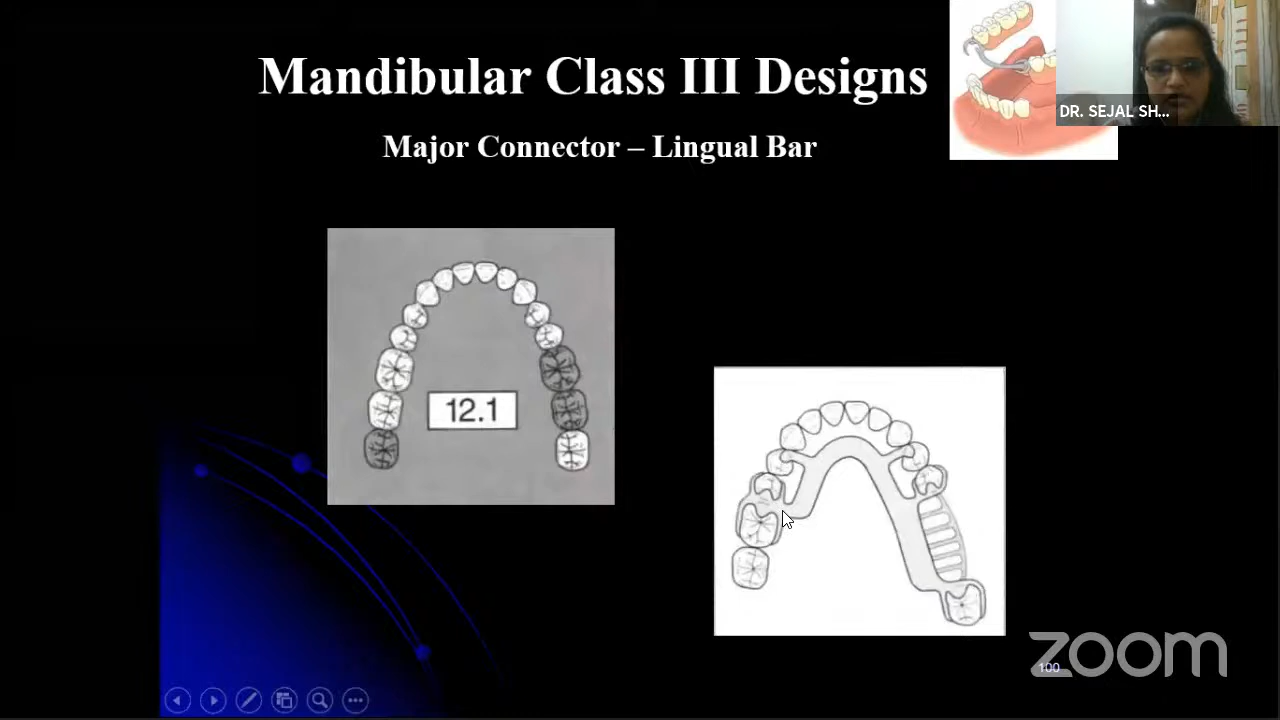 Mandibular Class III Designs
Major Connector – Lingual Bar
DR. SEJAL SH...
12.1
zoom
100